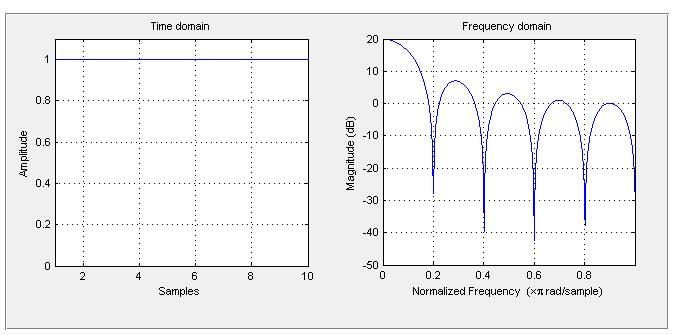 Time domain
1
0.8
0.6
0.4
0.2
0
Amplitude
2 4 6 8 10
Samples
Frequency domain
20
10
0
-10
-20
-30
-40
-50
Magnitude (dB)
0 0.2 0.4 0.6 0.8
Normalized Frequency (×π rad/sample)